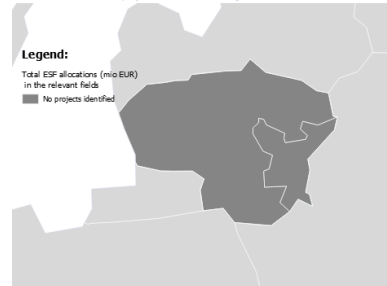 Legend:
Total ESF allocations (mio EUR)
in the relevant fields
No projects identified